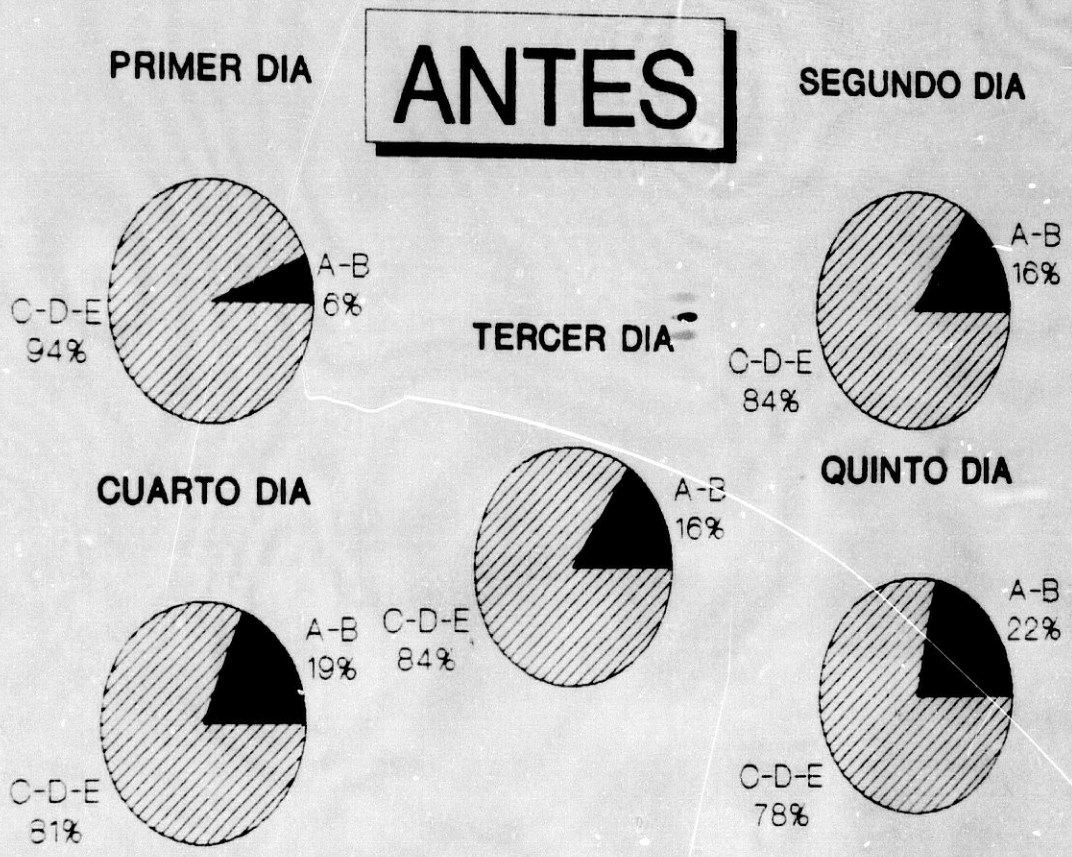 ANTES
PRIMER DIA
A-B
6%
C-D-E
94%
SEGUNDO DIA
A-B
16%
C-D-E
84%
TERCER DIA
A-B
16%
C-D-E
84%
CUARTO DIA
A-B
19%
C-D-E
81%
QUINTO DIA
A-B
22%
C-D-E
78%